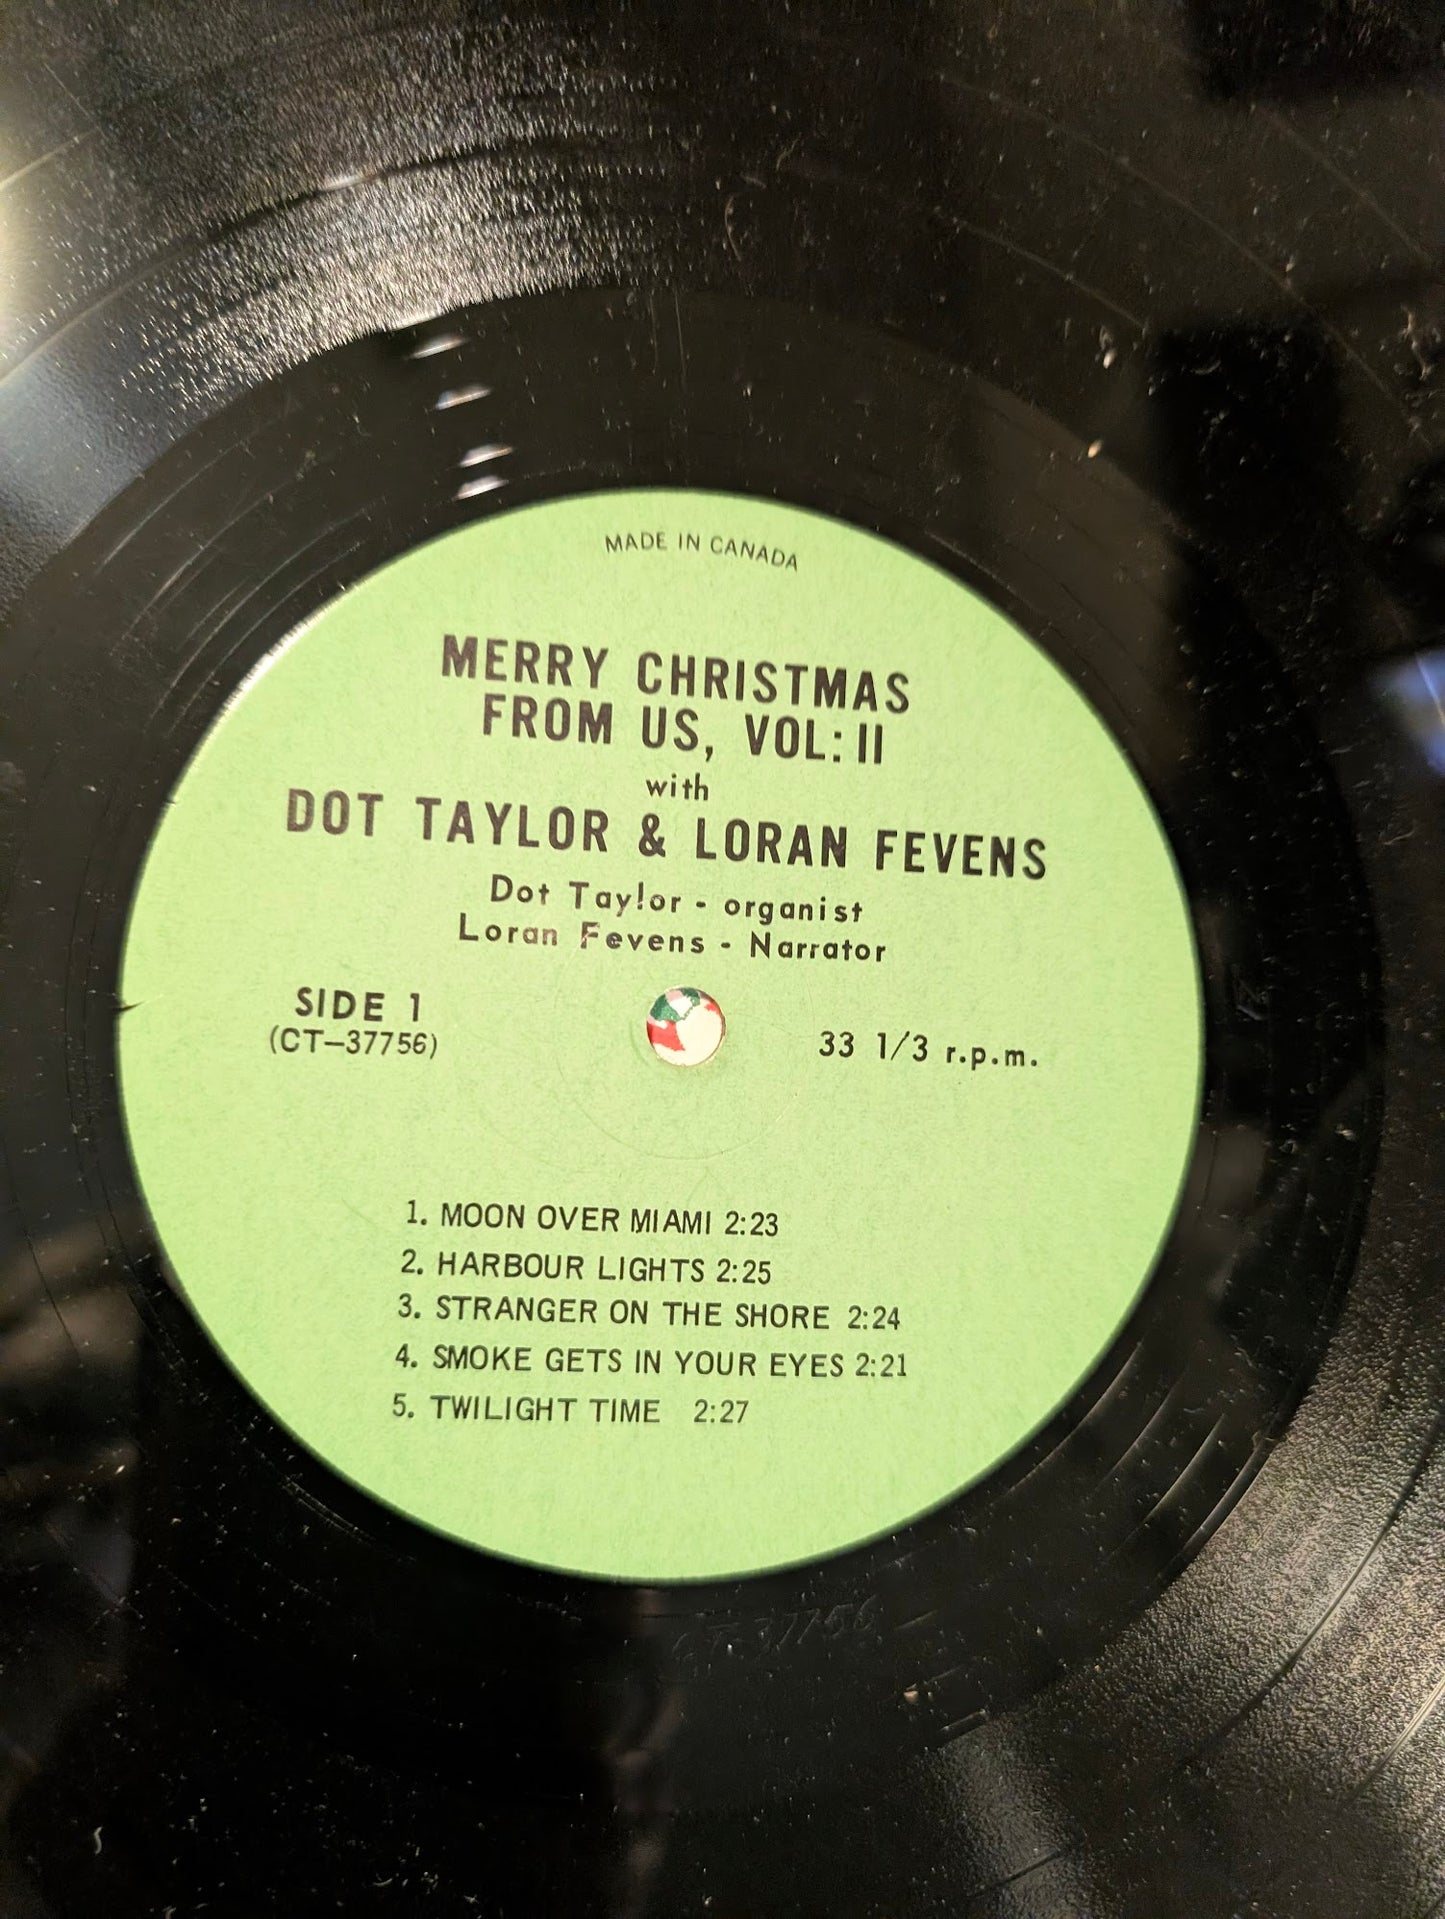 MADE IN CANADA
MERRY CHRISTMAS
FROM US, VOL: II
with
DOT TAYLOR & LORAN FEVENS
Dot Taylor - organist
Loran Fevens - Narrator
SIDE 1
(CT-37756)
33 1/3 r.p.m.
1. MOON OVER MIAMI 2:23
2. HARBOUR LIGHTS 2:25
3. STRANGER ON THE SHORE 2:24
4. SMOKE GETS IN YOUR EYES 2:21
5. TWILIGHT TIME 2:27
CT-37756